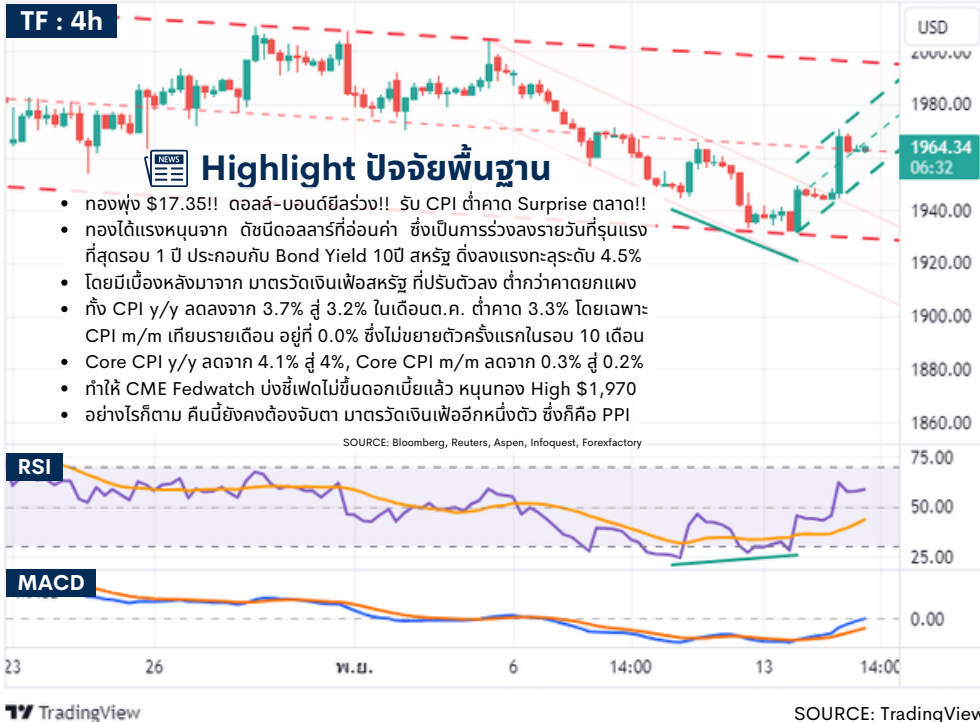 TF : 4h
USD
2000.00
1980.00
1964.34
06:32
1940.00
1920.00
1900.00
1880.00
1860.00
NEWS
Highlight ปัจจัยพื้นฐาน
• ทองพุ่ง $17.35!! ดอลล์-บอนด์ยีลร่วง!! รับ CPI ต่ำคาด Surprise ตลาด!!
• ทองได้แรงหนุนจาก ดัชนีดอลลาร์ที่อ่อนค่า ซึ่งเป็นการร่วงลงรายวันที่รุนแรง
ที่สุดรอบ 1 ปี ประกอบกับ Bond Yield 10ปี สหรัฐ ดิ่งลงแรงทะลุระดับ 4.5%
• โดยมีเบื้องหลังมาจาก มาตรวัดเงินเฟ้อสหรัฐ ที่ปรับตัวลง ต่ำกว่าคาดยกแผง
• ทั้ง CPI y/y ลดลงจาก 3.7% สู่ 3.2% ในเดือนต.ค. ต่ำคาด 3.3% โดยเฉพาะ
CPI m/m เทียบรายเดือน อยู่ที่ 0.0% ซึ่งไม่ขยายตัวครั้งแรกในรอบ 10 เดือน
• Core CPI y/y ลดจาก 4.1% สู่ 4%, Core CPI m/m ลดจาก 0.3% สู่ 0.2%
• ทำให้ CME Fedwatch บ่งชี้เฟดไม่ขึ้นดอกเบี้ยแล้ว หนุนทอง High $1,970
• อย่างไรก็ตาม คืนนี้ยังคงต้องจับตา มาตรวัดเงินเฟ้ออีกหนึ่งตัว ซึ่งก็คือ PPI
SOURCE: Bloomberg, Reuters, Aspen, Infoquest, Forexfactory
RSI
75.00
50.00
25.00
MACD
0.00
23 26 พ.ย. 6 14:00 13 14:00
TradingView
SOURCE: TradingView